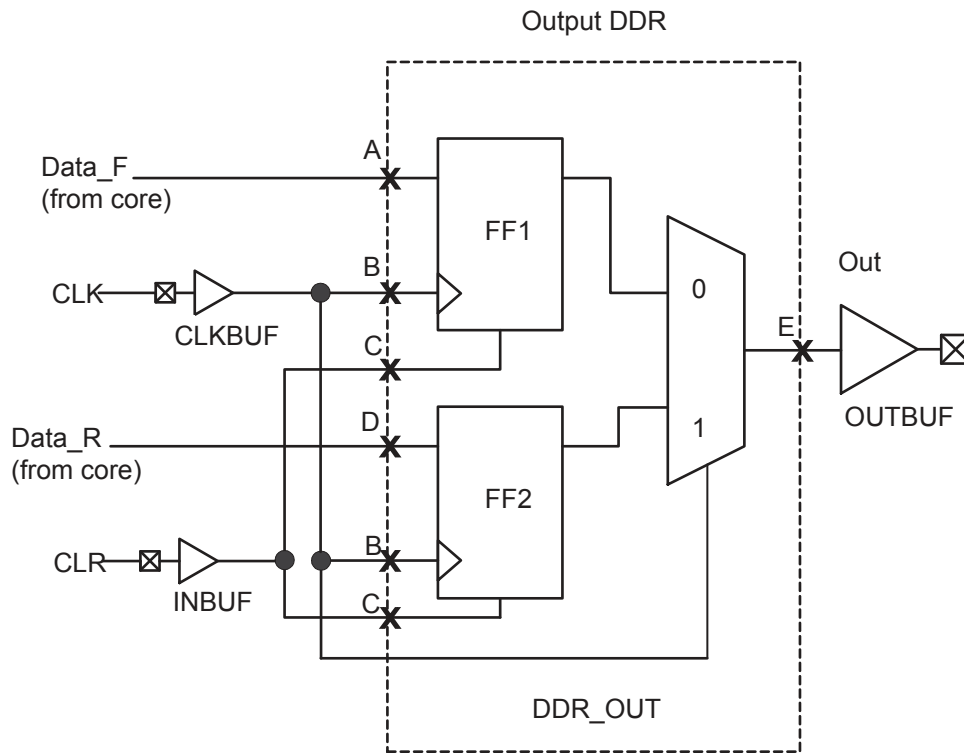 Output DDR
A
Data_F
(from core)
FF1
B
CLK
CLKBUF
0
Out
C
E
D
Data_R
(from core)
OUTBUF
1
FF2
B
CLR
INBUF
C
DDR_OUT